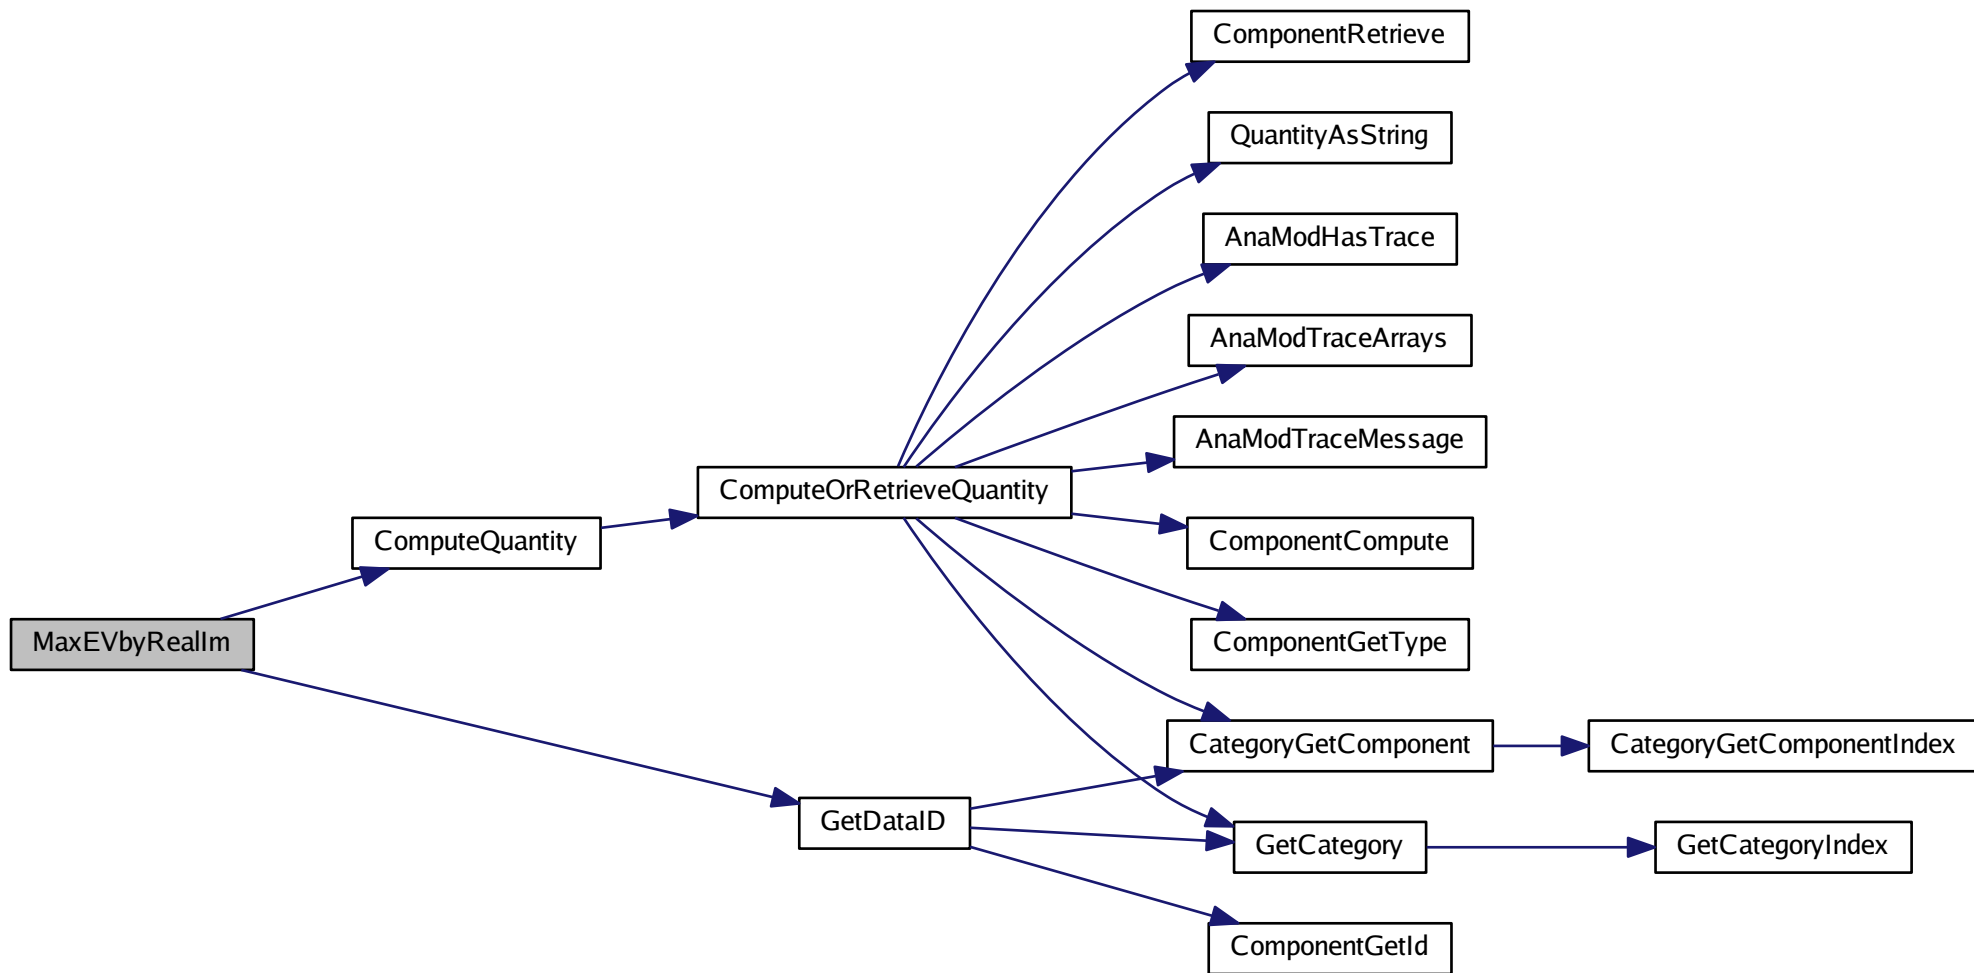 ComponentRetrieve
QuantityAsString
AnaModHasTrace
AnaModTraceArrays
AnaModTraceMessage
ComputeOrRetrieveQuantity
ComputeQuantity
ComponentCompute
MaxEVbyRealIm
ComponentGetType
CategoryGetComponent
CategoryGetComponentIndex
GetDataID
GetCategory
GetCategoryIndex
ComponentGetId